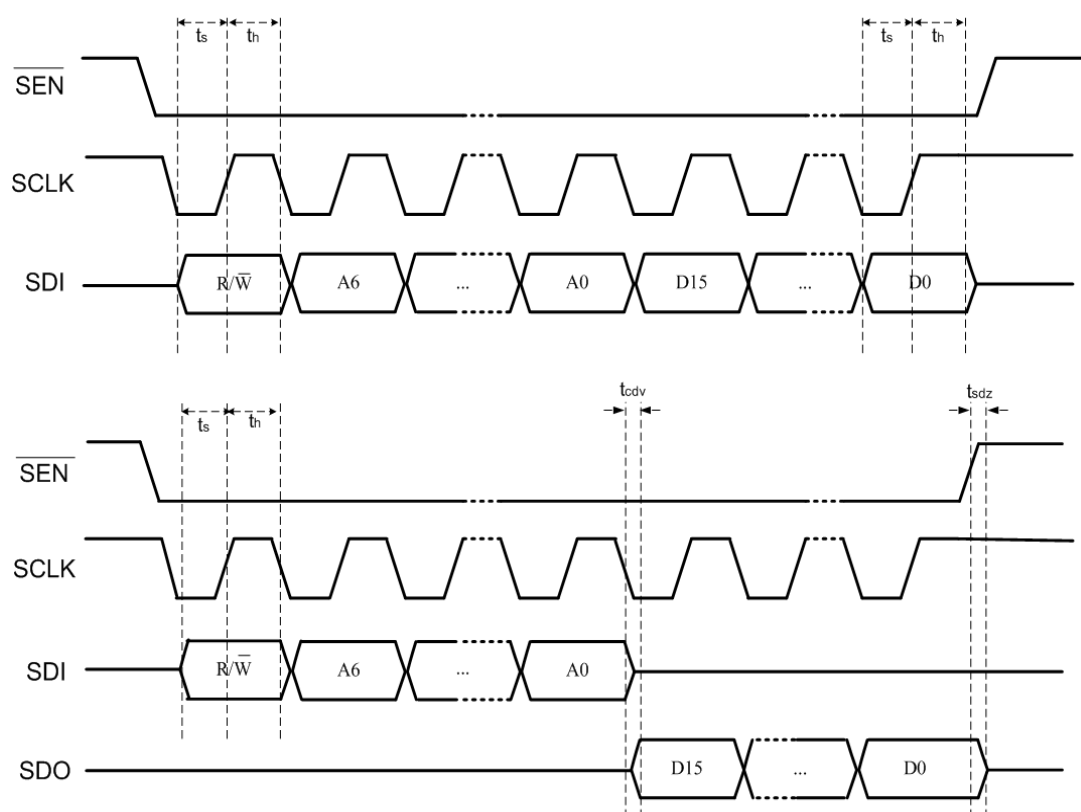 ts th ts th
SEN
SCLK
SDI R/W A6 ... A0 D15 ... D0
tcdv tsdz
ts th
SEN
SCLK
SDI R/W A6 ... A0
SDO D15 ... D0